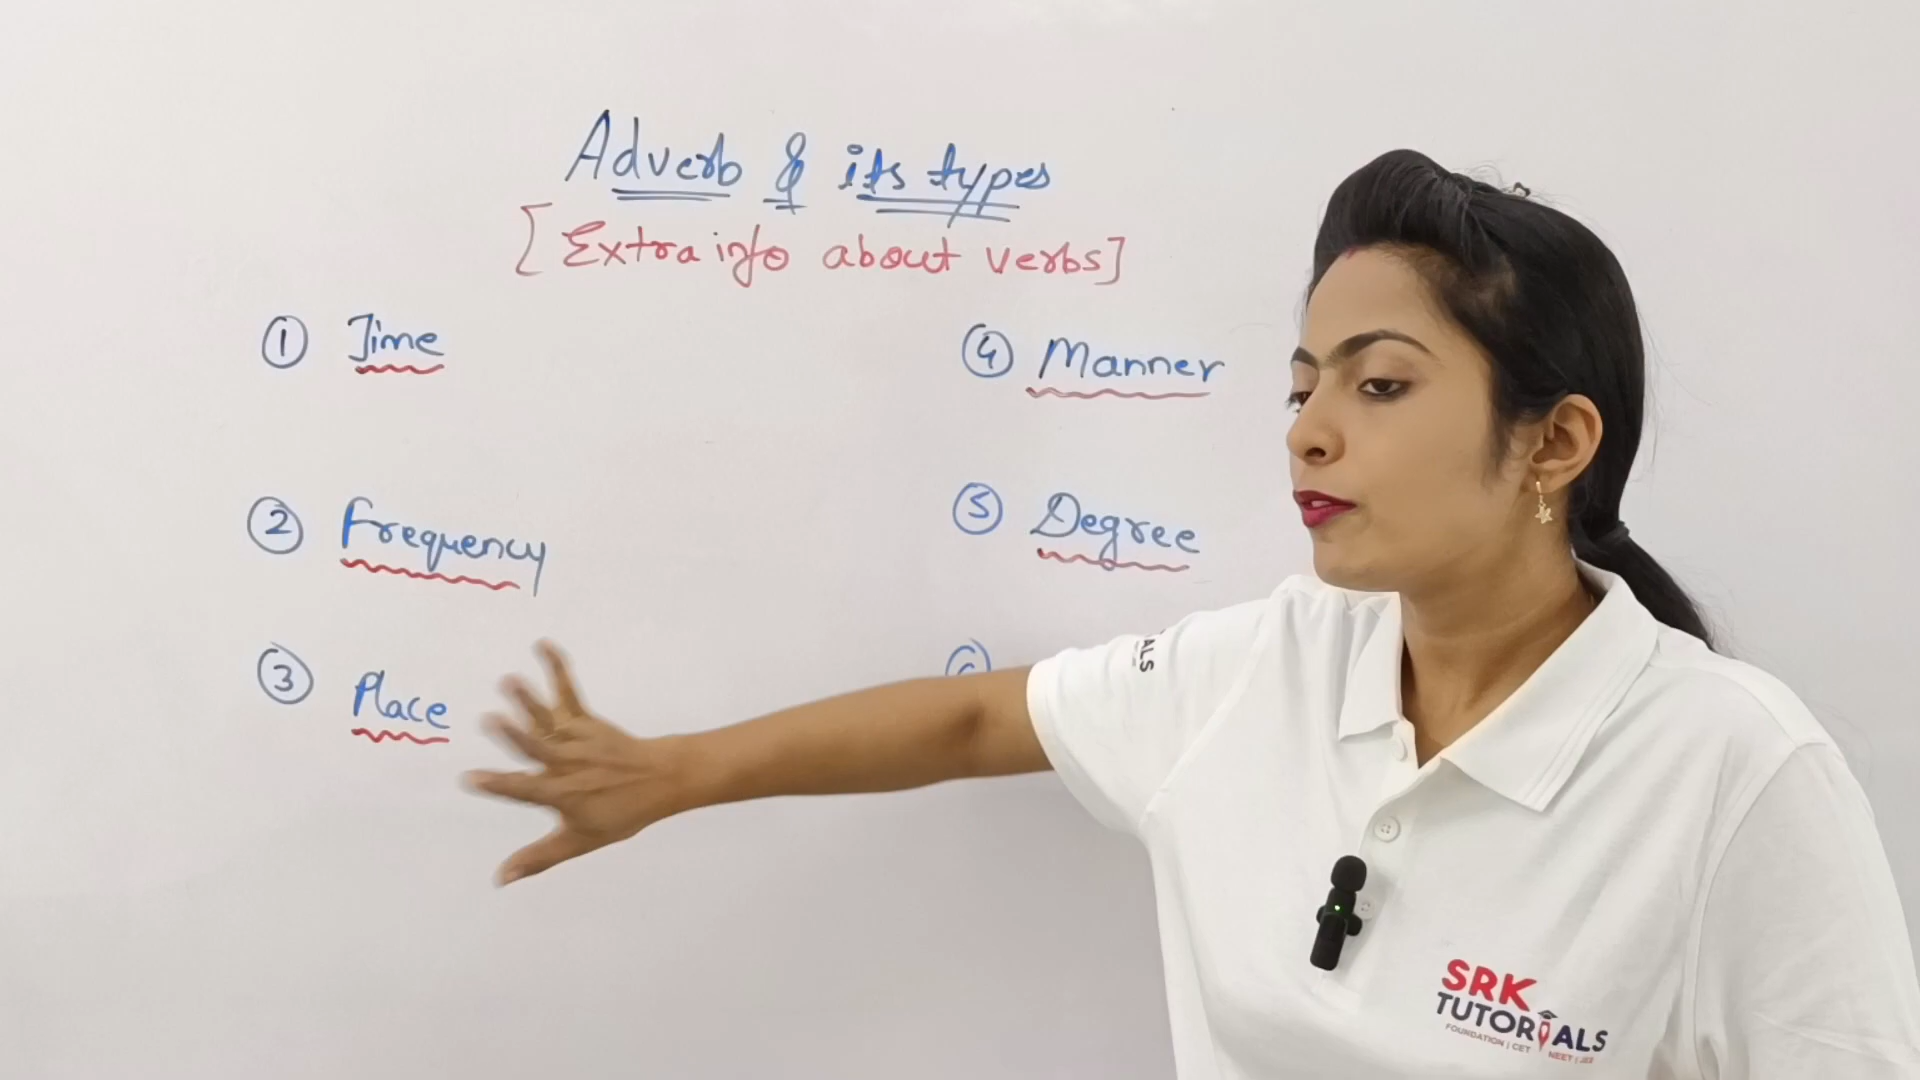 Adverb & its types
[Extra info about verbs]
① Time
② Frequency
③ Place
④ Manner
⑤ Degree
ALS
SRK
TUTORIALS
FOUNDATION | CET NEET | JEE